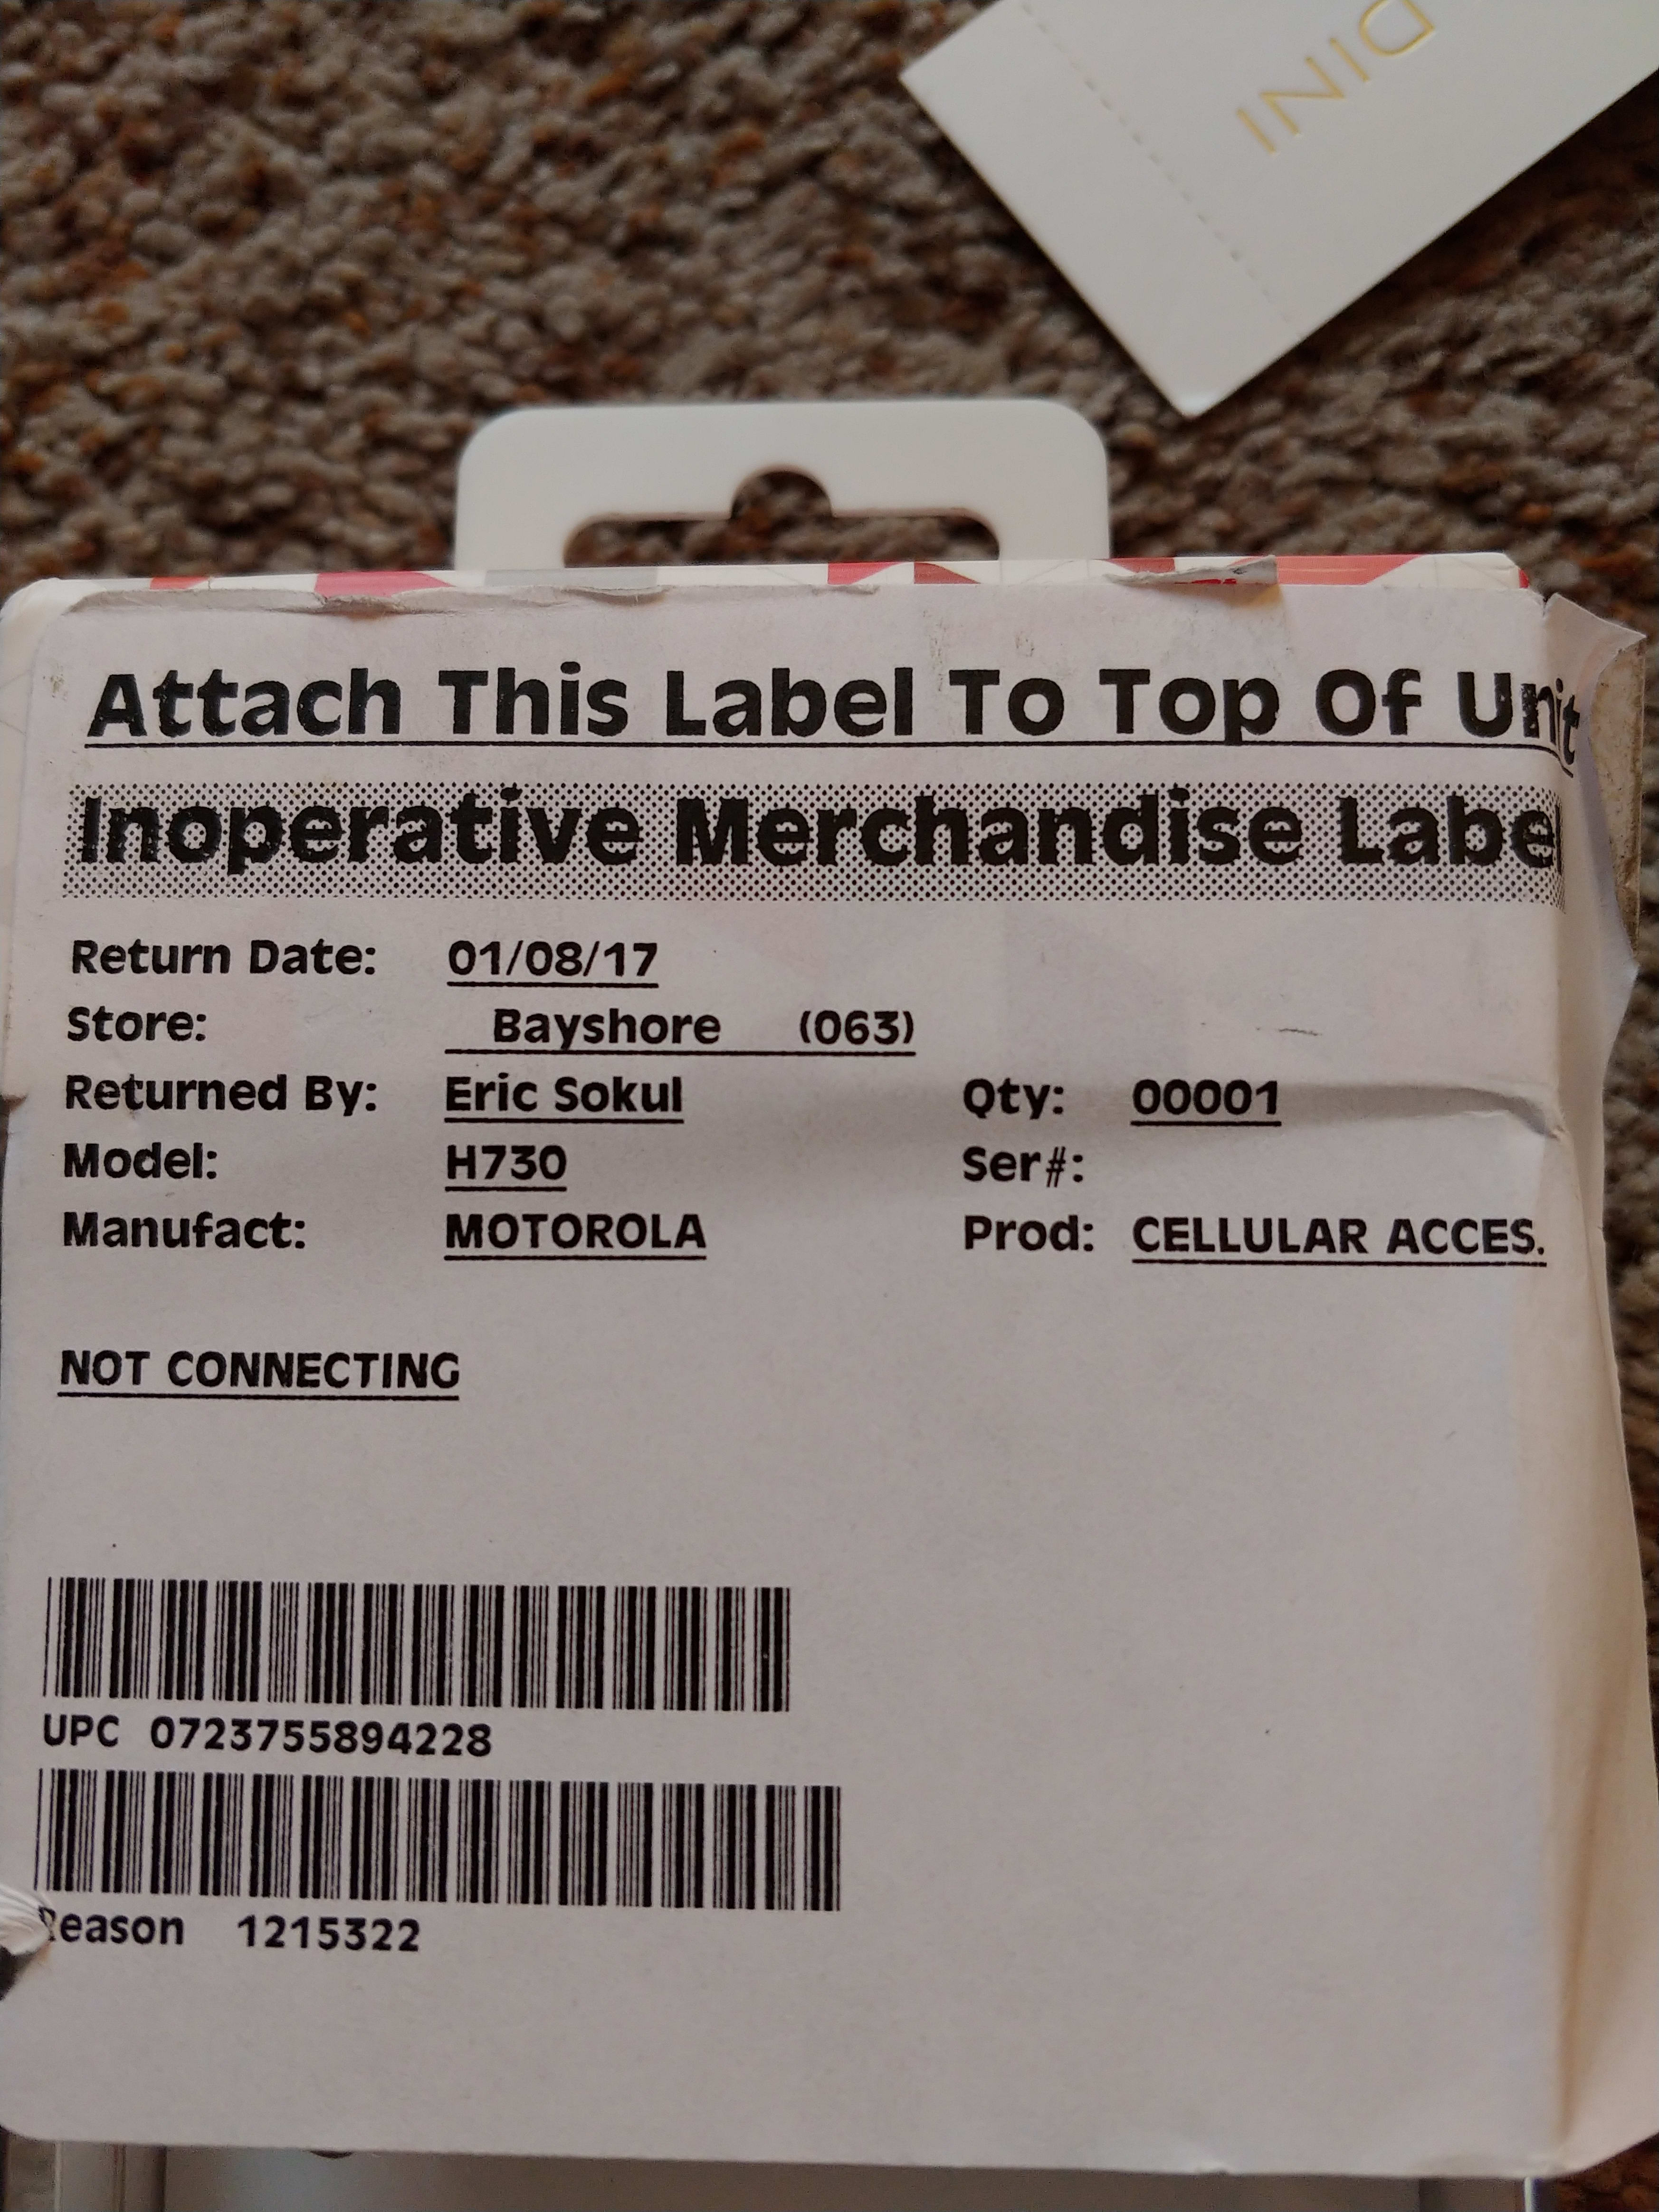 DINI
Attach This Label To Top Of Unit
Inoperative Merchandise Label
Return Date: 01/08/17
Store: Bayshore (063)
Returned By: Eric Sokul Qty: 00001
Model: H730 Ser#:
Manufact: MOTOROLA Prod: CELLULAR ACCES.
NOT CONNECTING
UPC 0723755894228
Reason 1215322